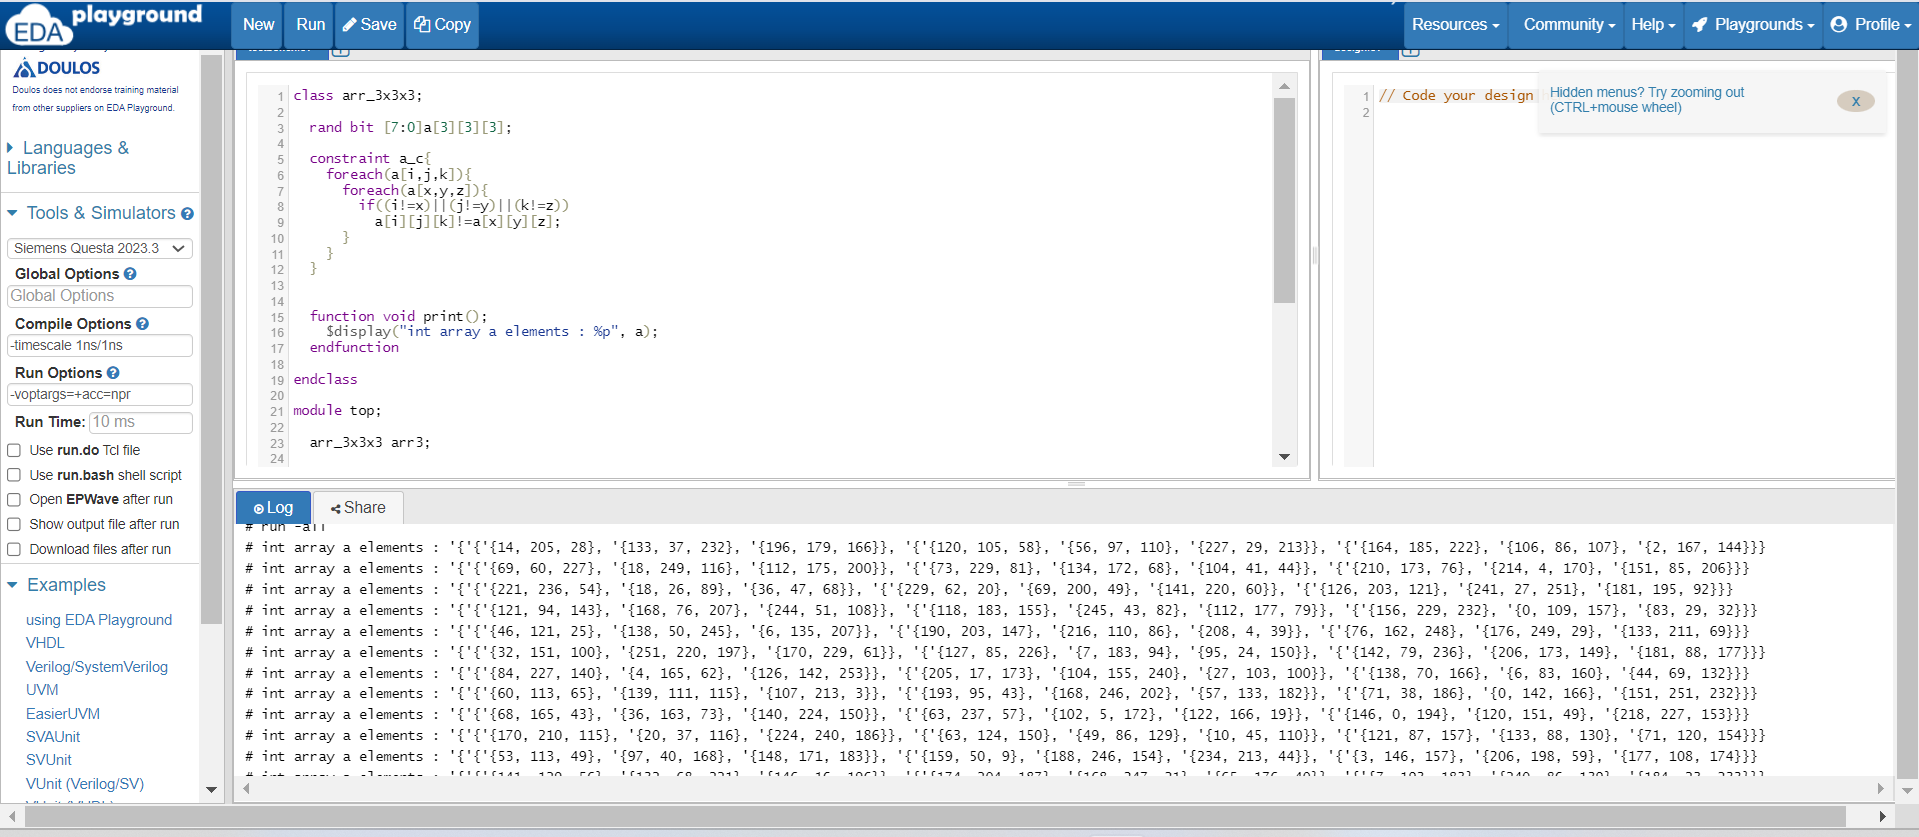 EDA playground
New Run Save Copy
Resources Community Help Playgrounds Profile
DOULOS
Doulos does not endorse training material
from other suppliers on EDA Playground.
Languages &
Libraries
Tools & Simulators
Siemens Questa 2023.3
Global Options
Global Options
Compile Options
-timescale 1ns/1ns
Run Options
-voptargs=+acc=npr
Run Time: 10 ms
Use run.do Tcl file
Use run.bash shell script
Open EPWave after run
Show output file after run
Download files after run
Examples
using EDA Playground
VHDL
Verilog/SystemVerilog
UVM
EasierUVM
SVAUnit
SVUnit
VUnit (Verilog/SV)
1 class arr_3x3x3;
2
3 rand bit [7:0]a[3][3][3];
4
5 constraint a_c{
6 foreach(a[i,j,k]){
7 foreach(a[x,y,z]){
8 if((i!=x)||(j!=y)||(k!=z))
9 a[i][j][k]!=a[x][y][z];
10 }
11 }
12 }
13
14
15 function void print();
16 $display("int array a elements : %p", a);
17 endfunction
18
19 endclass
20
21 module top;
22
23 arr_3x3x3 arr3;
24
1 // Code your design
2
Hidden menus? Try zooming out
(CTRL+mouse wheel)
X
Log Share
# run -all
# int array a elements : '{'{'{14, 205, 28}, '{133, 37, 232}, '{196, 179, 166}}, '{'{120, 105, 58}, '{56, 97, 110}, '{227, 29, 213}}, '{'{164, 185, 222}, '{106, 86, 107}, '{2, 167, 144}}}
# int array a elements : '{'{'{69, 60, 227}, '{18, 249, 116}, '{112, 175, 200}}, '{'{73, 229, 81}, '{134, 172, 68}, '{104, 41, 44}}, '{'{210, 173, 76}, '{214, 4, 170}, '{151, 85, 206}}}
# int array a elements : '{'{'{221, 236, 54}, '{18, 26, 89}, '{36, 47, 68}}, '{'{229, 62, 20}, '{69, 200, 49}, '{141, 220, 60}}, '{'{126, 203, 121}, '{241, 27, 251}, '{181, 195, 92}}}
# int array a elements : '{'{'{121, 94, 143}, '{168, 76, 207}, '{244, 51, 108}}, '{'{118, 183, 155}, '{245, 43, 82}, '{112, 177, 79}}, '{'{156, 229, 232}, '{0, 109, 157}, '{83, 29, 32}}}
# int array a elements : '{'{'{46, 121, 25}, '{138, 50, 245}, '{6, 135, 207}}, '{'{190, 203, 147}, '{216, 110, 86}, '{208, 4, 39}}, '{'{76, 162, 248}, '{176, 249, 29}, '{133, 211, 69}}}
# int array a elements : '{'{'{32, 151, 100}, '{251, 220, 197}, '{170, 229, 61}}, '{'{127, 85, 226}, '{7, 183, 94}, '{95, 24, 150}}, '{'{142, 79, 236}, '{206, 173, 149}, '{181, 88, 177}}}
# int array a elements : '{'{'{84, 227, 140}, '{4, 165, 62}, '{126, 142, 253}}, '{'{205, 17, 173}, '{104, 155, 240}, '{27, 103, 100}}, '{'{138, 70, 166}, '{6, 83, 160}, '{44, 69, 132}}}
# int array a elements : '{'{'{60, 113, 65}, '{139, 111, 115}, '{107, 213, 3}}, '{'{193, 95, 43}, '{168, 246, 202}, '{57, 133, 182}}, '{'{71, 38, 186}, '{0, 142, 166}, '{151, 251, 232}}}
# int array a elements : '{'{'{68, 165, 43}, '{36, 163, 73}, '{140, 224, 150}}, '{'{63, 237, 57}, '{102, 5, 172}, '{122, 166, 19}}, '{'{146, 0, 194}, '{120, 151, 49}, '{218, 227, 153}}}
# int array a elements : '{'{'{170, 210, 115}, '{20, 37, 116}, '{224, 240, 186}}, '{'{63, 124, 150}, '{49, 86, 129}, '{10, 45, 110}}, '{'{121, 87, 157}, '{133, 88, 130}, '{71, 120, 154}}}
# int array a elements : '{'{'{53, 113, 49}, '{97, 40, 168}, '{148, 171, 183}}, '{'{159, 50, 9}, '{188, 246, 154}, '{234, 213, 44}}, '{'{3, 146, 157}, '{206, 198, 59}, '{177, 108, 174}}}